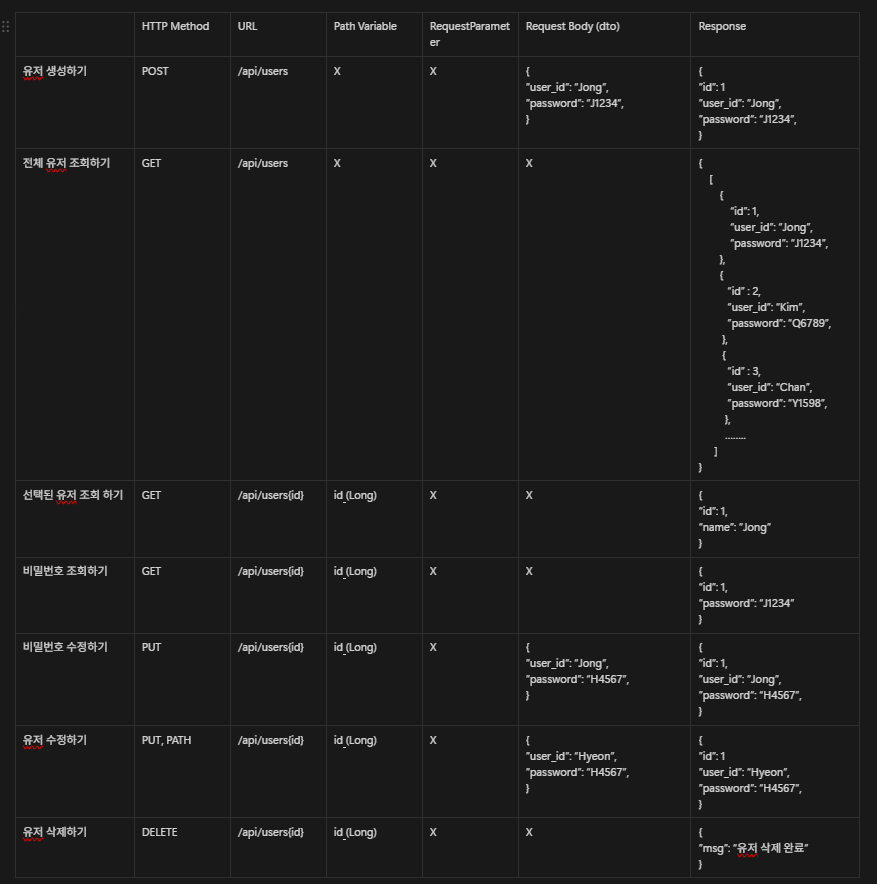 HTTP Method URL Path Variable RequestParamet Request Body (dto) Response
er
유저 생성하기 POST /api/users X X { {
"user_id": "Jong", "id": 1
"password": "J1234", "user_id": "Jong",
} "password": "J1234",
}
전체 유저 조회하기 GET /api/users X X X {
[
{
"id": 1,
"user_id": "Jong",
"password": "J1234",
},
{
"id" : 2,
"user_id": "Kim",
"password": "Q6789",
},
{
"id" : 3,
"user_id": "Chan",
"password": "Y1598",
},
........
]
}
선택된 유저 조회 하기 GET /api/users{id} id (Long) X X {
"id": 1,
"name": "Jong"
}
비밀번호 조회하기 GET /api/users{id} id (Long) X X {
"id": 1,
"password": "J1234"
}
비밀번호 수정하기 PUT /api/users{id} id (Long) X { {
"user_id": "Jong", "id": 1,
"password": "H4567", "user_id": "Jong",
} "password": "H4567",
}
유저 수정하기 PUT, PATH /api/users{id} id (Long) X { {
"user_id": "Hyeon", "id": 1
"password": "H4567", "user_id": "Hyeon",
} "password": "H4567",
}
유저 삭제하기 DELETE /api/users{id} id (Long) X X {
"msg": "유저 삭제 완료"
}